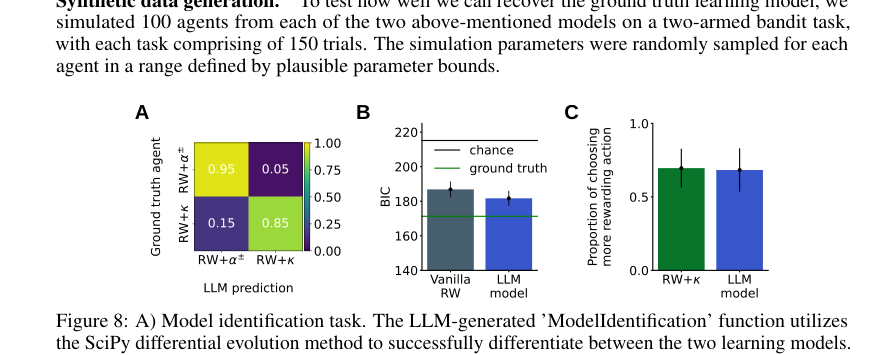 Synthetic data generation. To test how well we can recover the ground truth learning model, we
simulated 100 agents from each of the two above-mentioned models on a two-armed bandit task,
with each task comprising of 150 trials. The simulation parameters were randomly sampled for each
agent in a range defined by plausible parameter bounds.
A
Ground truth agent
RW+α±
RW+κ
0.95
0.05
0.15
0.85
RW+α±
RW+κ
LLM prediction
1.00
0.75
0.50
0.25
0.00
B
BIC
220
200
180
160
140
chance
ground truth
Vanilla
RW
LLM
model
C
Proportion of choosing
more rewarding action
1.0
0.5
0.0
RW+κ
LLM
model
Figure 8: A) Model identification task. The LLM-generated ’ModelIdentification’ function utilizes
the SciPy differential evolution method to successfully differentiate between the two learning models.